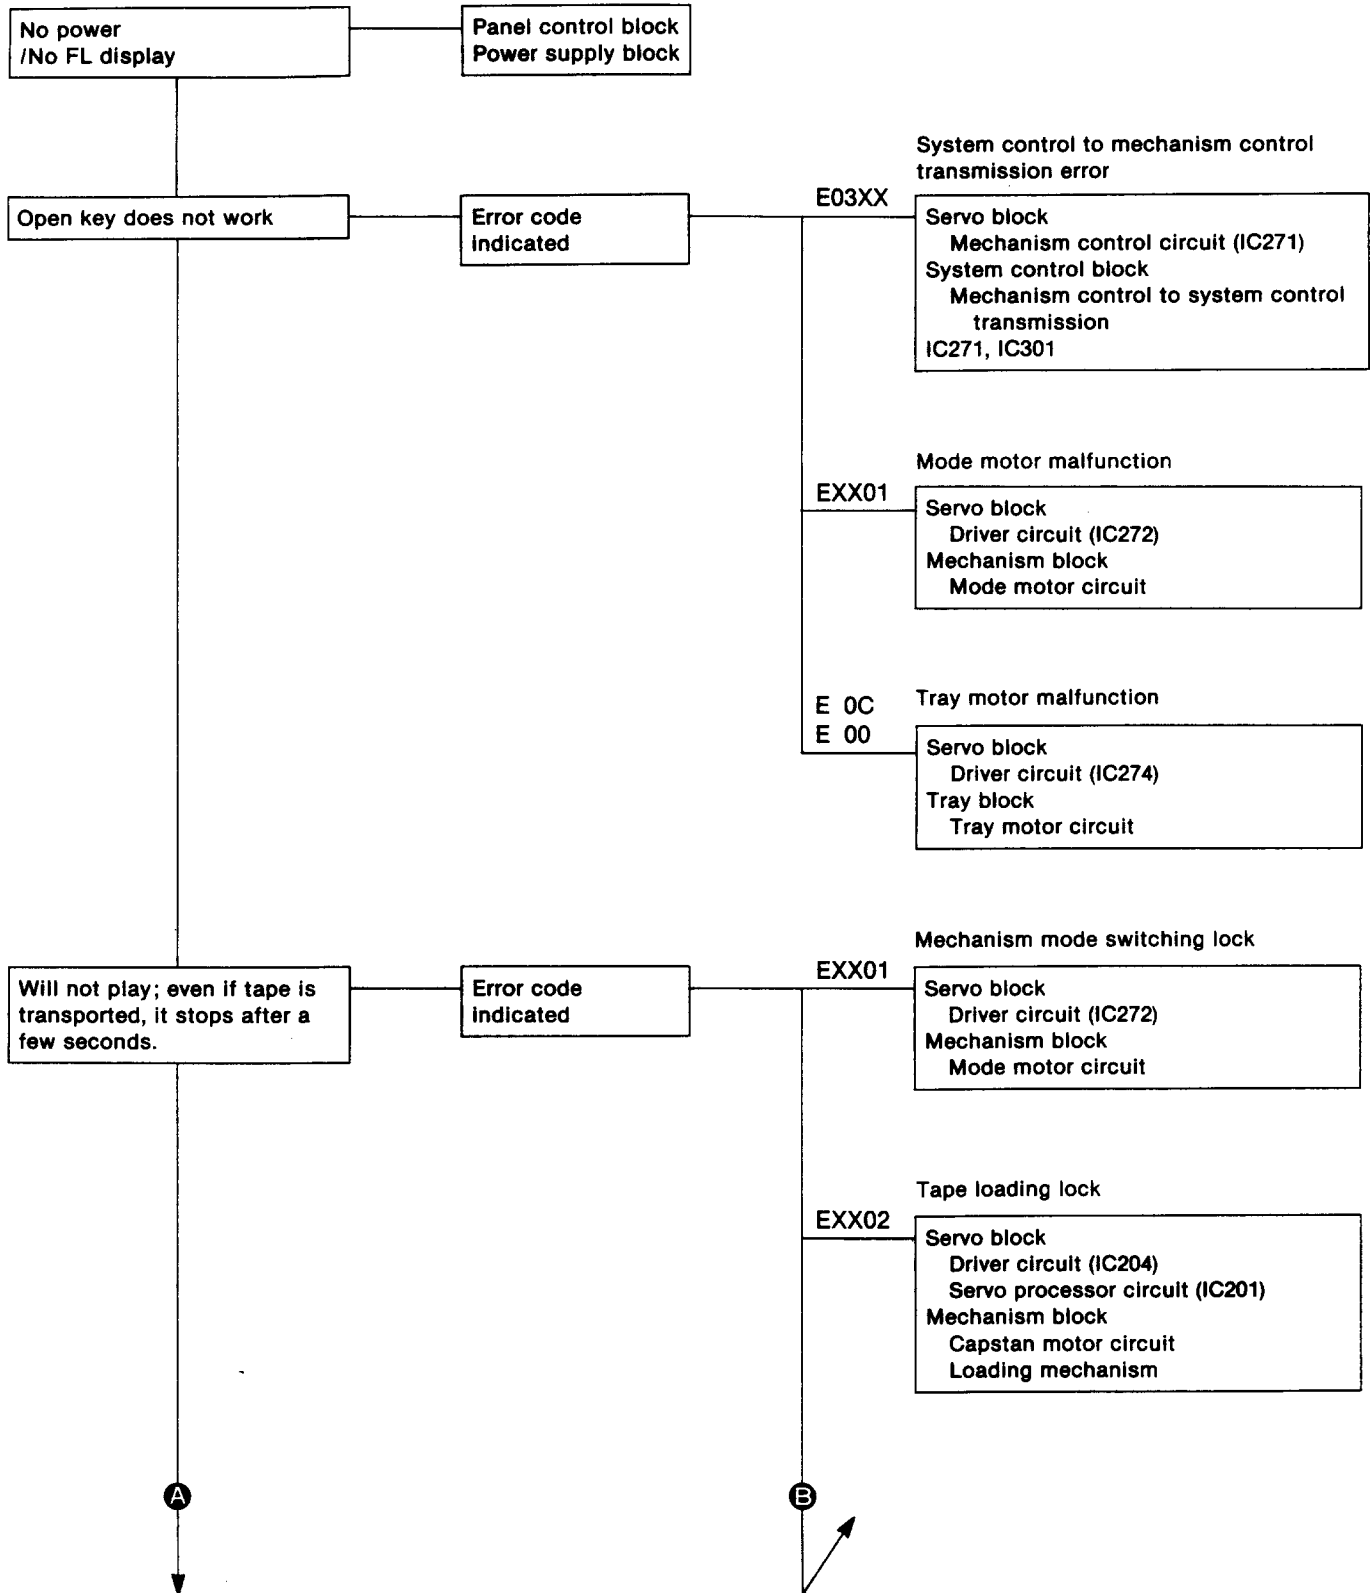 No power
/No FL display
Panel control block
Power supply block
Open key does not work
Error code
indicated
System control to mechanism control
transmission error
E03XX
Servo block
Mechanism control circuit (IC271)
System control block
Mechanism control to system control
transmission
IC271, IC301
Mode motor malfunction
EXX01
Servo block
Driver circuit (IC272)
Mechanism block
Mode motor circuit
E 0C
E 00
Tray motor malfunction
Servo block
Driver circuit (IC274)
Tray block
Tray motor circuit
Will not play; even if tape is
transported, it stops after a
few seconds.
Error code
indicated
Mechanism mode switching lock
EXX01
Servo block
Driver circuit (IC272)
Mechanism block
Mode motor circuit
Tape loading lock
EXX02
Servo block
Driver circuit (IC204)
Servo processor circuit (IC201)
Mechanism block
Capstan motor circuit
Loading mechanism
A
B